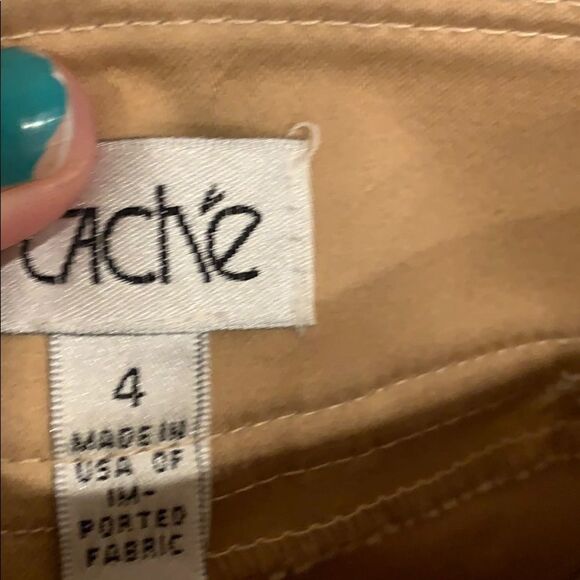 Caché
4
MADE IN
USA OF
IM-
PORTED
FABRIC